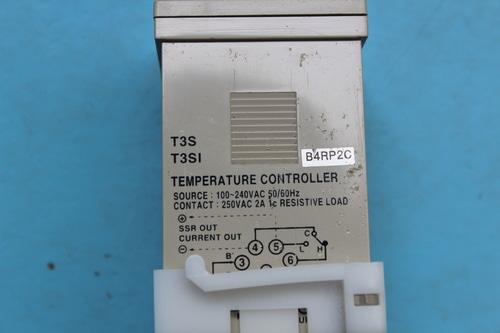 T3S
T3SI
B4RP2C
TEMPERATURE CONTROLLER
SOURCE : 100~240VAC 50/60Hz
CONTACT : 250VAC 2A 1c RESISTIVE LOAD
⊕
SSR OUT
CURRENT OUT
⊖
C
L H
4 5 6
B' 3